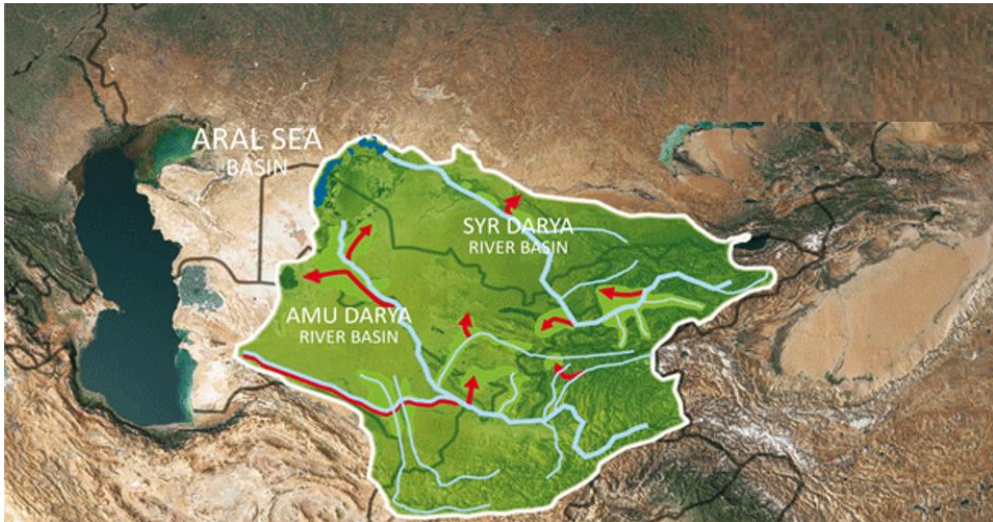 ARAL SEA
BASIN
SYR DARYA
RIVER BASIN
AMU DARYA
RIVER BASIN